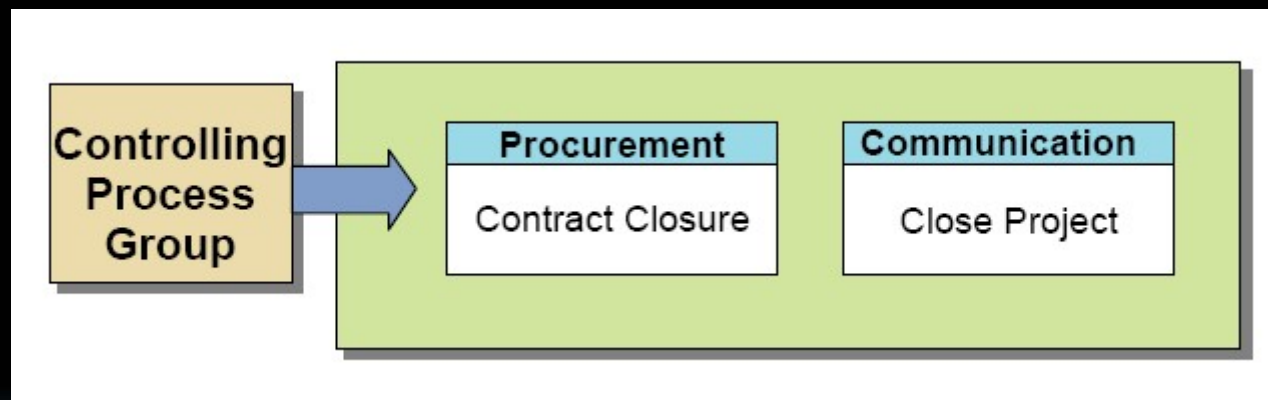 Controlling
Process
Group
Procurement
Contract Closure
Communication
Close Project